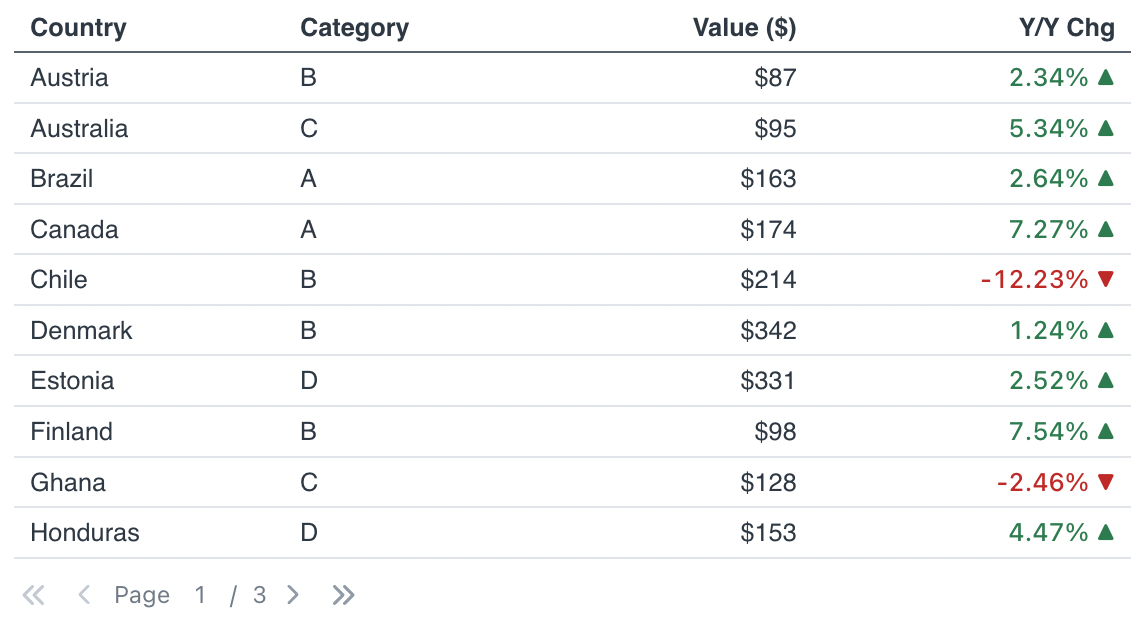 Country Category Value ($) Y/Y Chg
Austria B $87 2.34% ▲
Australia C $95 5.34% ▲
Brazil A $163 2.64% ▲
Canada A $174 7.27% ▲
Chile B $214 -12.23% ▼
Denmark B $342 1.24% ▲
Estonia D $331 2.52% ▲
Finland B $98 7.54% ▲
Ghana C $128 -2.46% ▼
Honduras D $153 4.47% ▲
Page 1 / 3